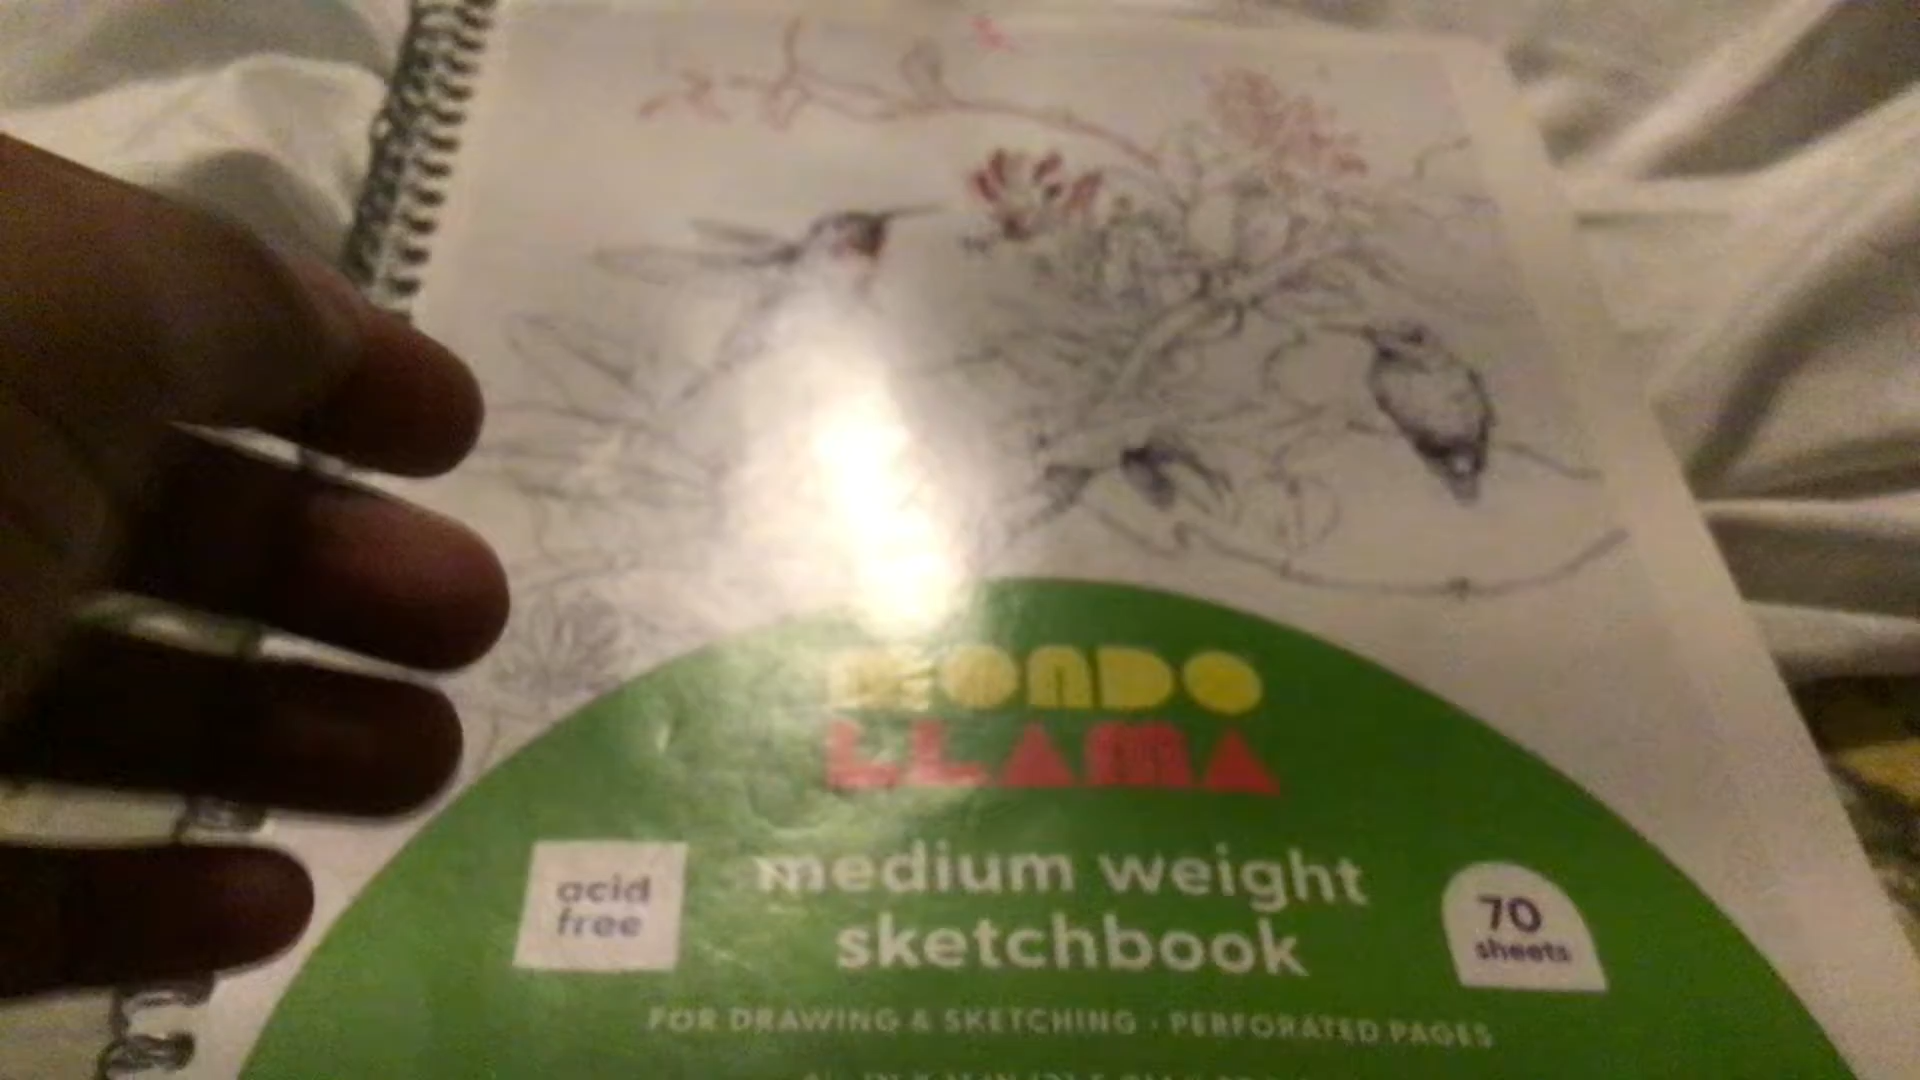 MONDO
LLAMA
acid
free
medium weight
sketchbook
70
sheets
FOR DRAWING & SKETCHING · PERFORATED PAGES